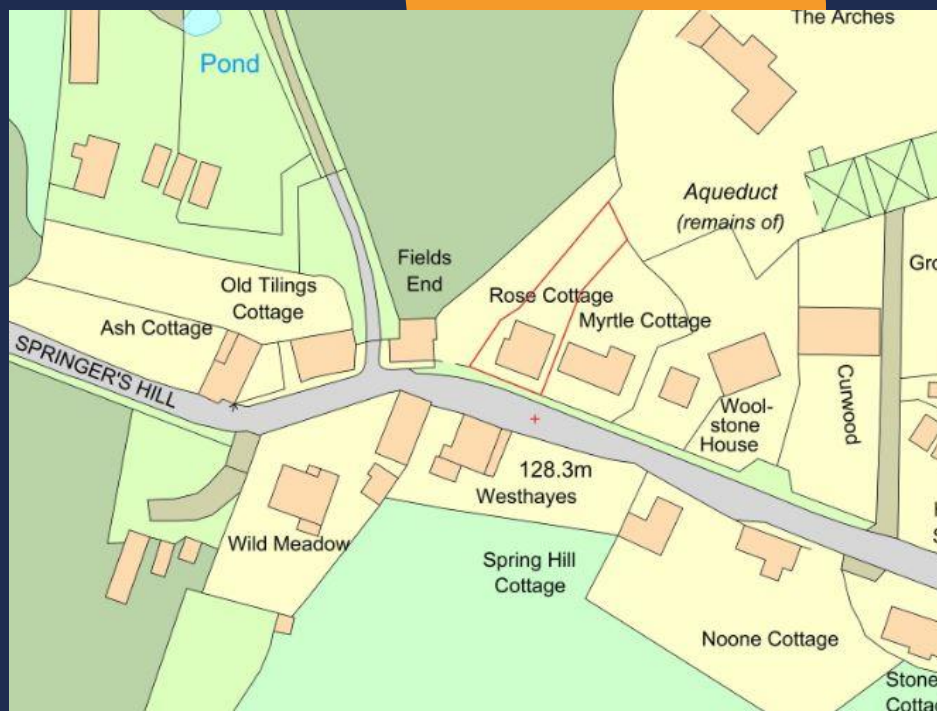 The Arches
Pond
Aqueduct
(remains of)
Fields
End
Old Tilings
Cottage
Ash Cottage
Rose Cottage
Myrtle Cottage
SPRINGER'S HILL
Wool-
stone
House
Curwood
128.3m
Westhayes
Wild Meadow
Spring Hill
Cottage
Noone Cottage